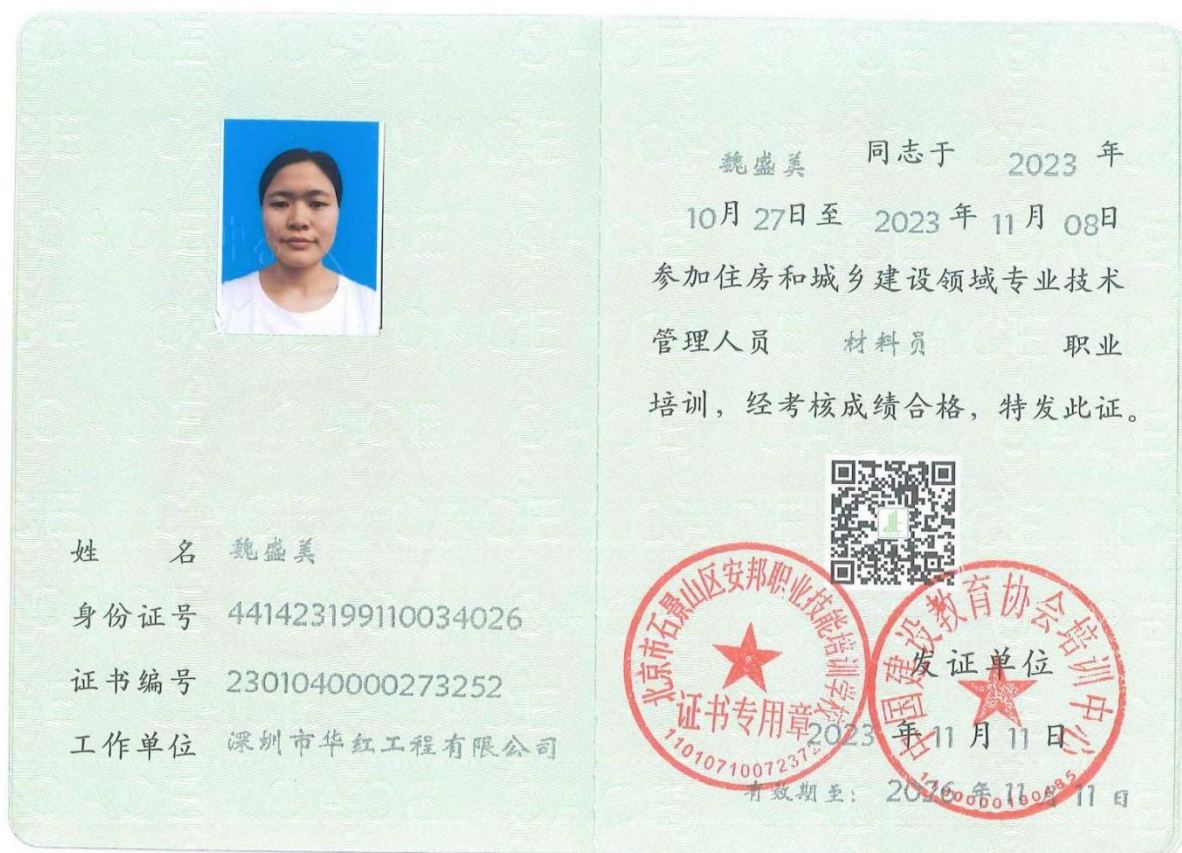 姓 名 魏盛美
身份证号 441423199110034026
证书编号 2301040000273252
工作单位 深圳市华红工程有限公司
魏盛美 同志于 2023 年
10月 27日至 2023 年 11 月 08日
参加住房和城乡建设领域专业技术
管理人员 材料员 职业
培训，经考核成绩合格，特发此证。
北京市石景山区安邦职业技能培训学校
证书专用章
中国建设教育协会培训中心
发证单位
2023 年 11 月 11 日
有效期至： 2026 年 11 月 11 日